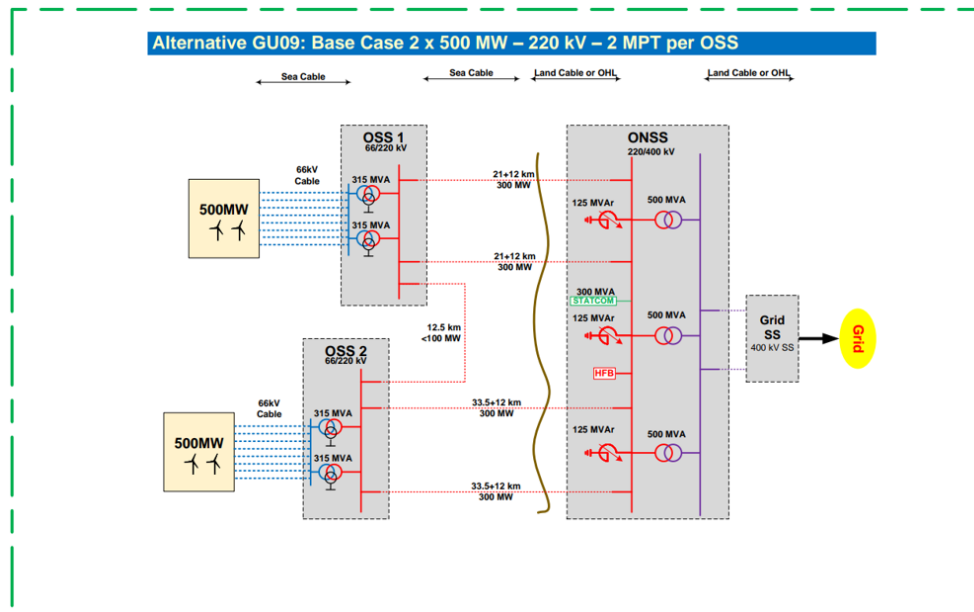 Alternative GU09: Base Case 2 x 500 MW – 220 kV – 2 MPT per OSS
Sea Cable
Sea Cable
Land Cable or OHL
Land Cable or OHL
OSS 1
66/220 kV
ONSS
220/400 kV
66kV
Cable
315 MVA
315 MVA
500MW
21+12 km
300 MW
21+12 km
300 MW
125 MVAr
500 MVA
300 MVA
STATCOM
125 MVAr
500 MVA
HFB
125 MVAr
500 MVA
12.5 km
<100 MW
Grid
SS
400 kV SS
Grid
OSS 2
66/220 kV
66kV
Cable
315 MVA
315 MVA
500MW
33.5+12 km
300 MW
33.5+12 km
300 MW